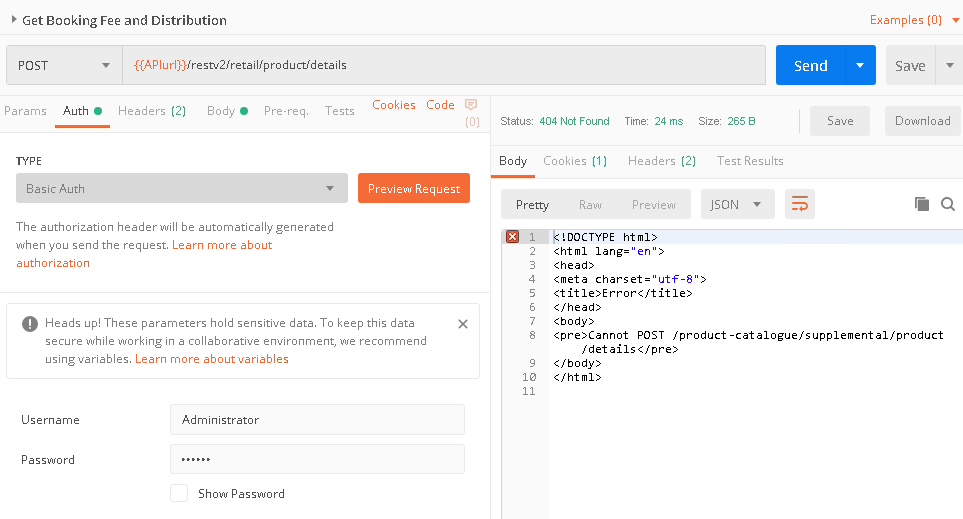 Get Booking Fee and Distribution
Examples (0)
POST
{{APIurl}}/restv2/retail/product/details
Send
Save
Params
Auth
Headers (2)
Body
Pre-req.
Tests
Cookies
Code
(0)
Status: 404 Not Found
Time: 24 ms
Size: 265 B
Save
Download
TYPE
Basic Auth
Preview Request
The authorization header will be automatically generated
when you send the request. Learn more about
authorization
Heads up! These parameters hold sensitive data. To keep this data
secure while working in a collaborative environment, we recommend
using variables. Learn more about variables
Username
Administrator
Password
••••••
Show Password
Body
Cookies (1)
Headers (2)
Test Results
Pretty
Raw
Preview
JSON
1 <!DOCTYPE html>
2 <html lang="en">
3 <head>
4 <meta charset="utf-8">
5 <title>Error</title>
6 </head>
7 <body>
8 <pre>Cannot POST /product-catalogue/supplemental/product
/details</pre>
9 </body>
10 </html>
11